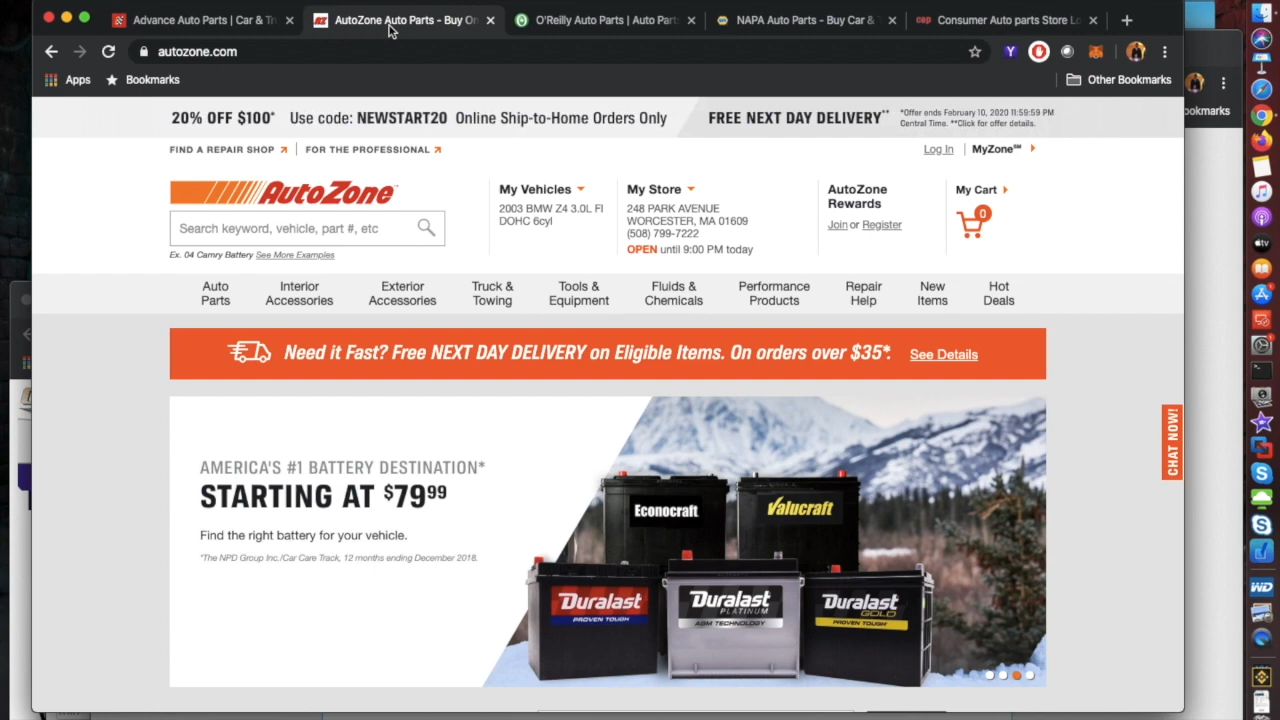 Advance Auto Parts | Car & Tr
AutoZone Auto Parts - Buy On
O'Reilly Auto Parts | Auto Part
NAPA Auto Parts - Buy Car &
Consumer Auto parts Store Lo
autozone.com
Apps
Bookmarks
Other Bookmarks
ookmarks
20% OFF $100* Use code: NEWSTART20 Online Ship-to-Home Orders Only
FREE NEXT DAY DELIVERY**
*Offer ends February 10, 2020 11:59:59 PM
Central Time. **Click for offer details.
FIND A REPAIR SHOP
FOR THE PROFESSIONAL
Log In
MyZone℠
AutoZone
Search keyword, vehicle, part #, etc
Ex. 04 Camry Battery See More Examples
My Vehicles
2003 BMW Z4 3.0L FI
DOHC 6cyl
My Store
248 PARK AVENUE
WORCESTER, MA 01609
(508) 799-7222
OPEN until 9:00 PM today
AutoZone
Rewards
Join or Register
My Cart
0
Auto
Parts
Interior
Accessories
Exterior
Accessories
Truck &
Towing
Tools &
Equipment
Fluids &
Chemicals
Performance
Products
Repair
Help
New
Items
Hot
Deals
Need it Fast? Free NEXT DAY DELIVERY on Eligible Items. On orders over $35*. See Details
AMERICA'S #1 BATTERY DESTINATION*
STARTING AT $7999
Find the right battery for your vehicle.
*The NPD Group Inc./Car Care Track, 12 months ending December 2018.
Econocraft
Valucraft
Duralast
PROVEN TOUGH
Duralast
PLATINUM
AGM TECHNOLOGY
Duralast
GOLD
PROVEN TOUGH
CHAT NOW!
tv
WD